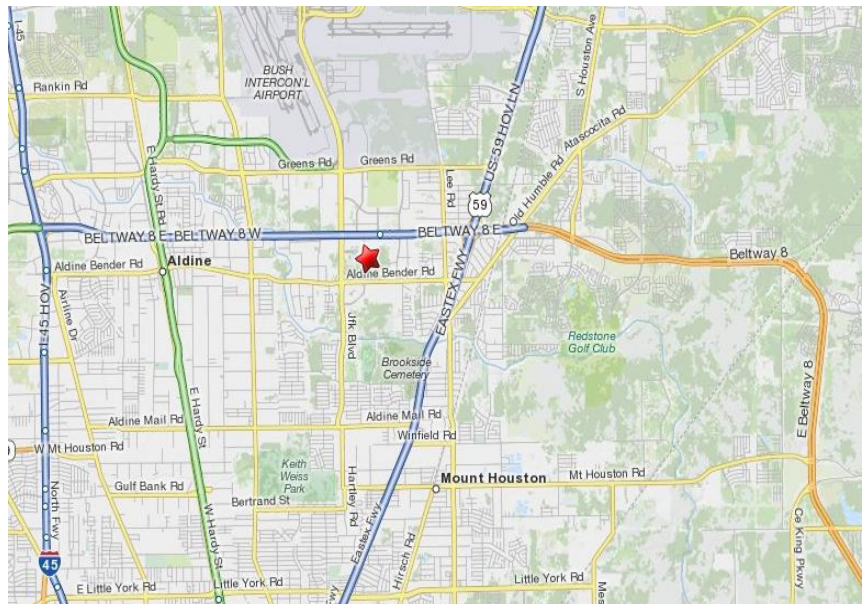 I-45
Rankin Rd
BUSH
INTERCON'L
AIRPORT
US-59 HOV LN
S Houston Ave
Atascocita Rd
E Hardy St Rd
Greens Rd
Greens Rd
Lee Rd
59
Old Humble Rd
BELTWAY 8 E
BELTWAY 8 W
BELTWAY 8 E
Beltway 8
Aldine Bender Rd
Aldine
Aldine Bender Rd
I-45 HOV
Airline Dr
Jfk Blvd
EASTEX FWY
Redstone
Golf Club
Brookside
Cemetery
E Hardy St
Aldine Mail Rd
Aldine Mail Rd
Winfield Rd
E Beltway 8
W Mt Houston Rd
Keith
Weiss
Park
Hartley Rd
Mount Houston
Mt Houston Rd
Gulf Bank Rd
Bertrand St
North Fwy
W Hardy St
Eastex Fwy
Hirsch Rd
Ce King Pkwy
45
E Little York Rd
Little York Rd
Little York Rd
Fwy